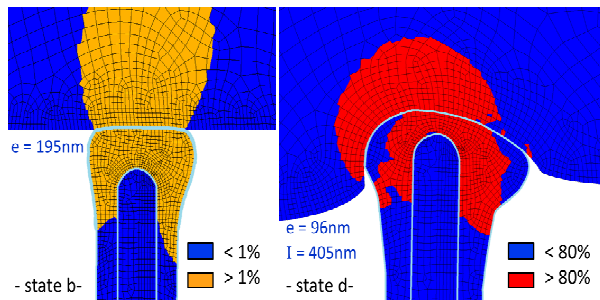 e = 195nm
< 1%
> 1%
- state b-
e = 96nm
I = 405nm
< 80%
> 80%
- state d-